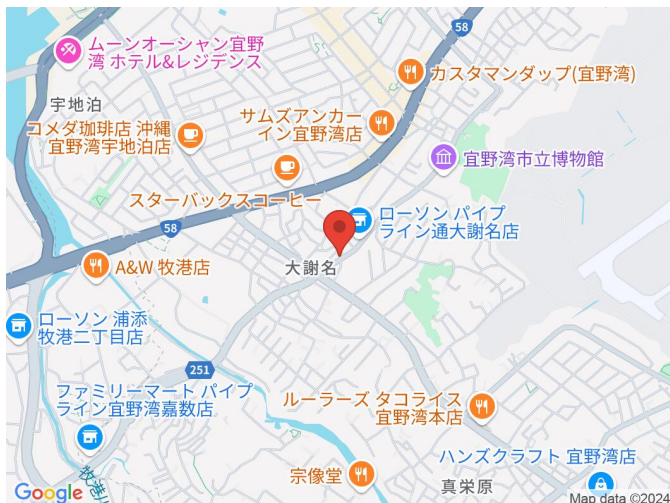 58
ムーンオーシャン宜野
湾 ホテル&レジデンス
カスタマンダップ(宜野湾)
宇地泊
コメダ珈琲店 沖縄
宜野湾宇地泊店
サムズアンカー
イン宜野湾店
宜野湾市立博物館
スターバックスコーヒー
ローソン パイプ
ライン通大謝名店
58
A&W 牧港店
大謝名
ローソン 浦添
牧港二丁目店
251
ファミリーマート パイプ
ライン宜野湾嘉数店
ルーラーズ タコライス
宜野湾本店
ハンズクラフト 宜野湾店
宗像堂
真栄原
牧港川
Google
Map data ©2024